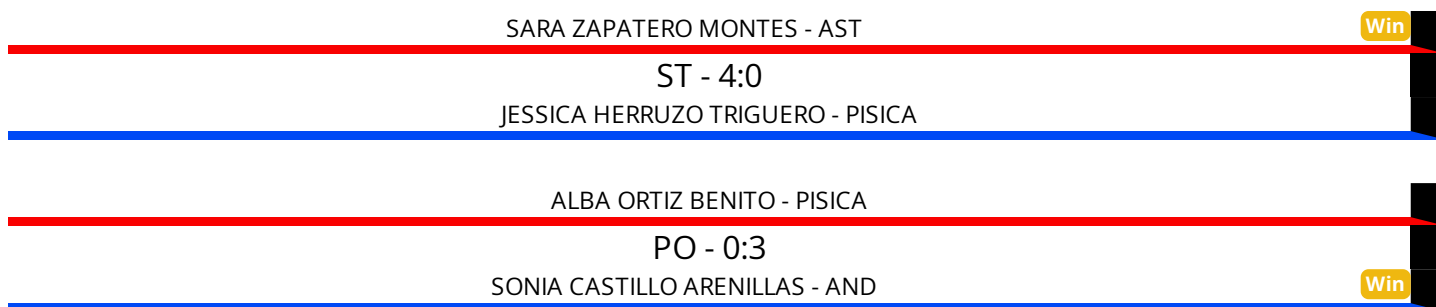 SARA ZAPATERO MONTES - AST Win
ST - 4:0
JESSICA HERRUZO TRIGUERO - PISICA
ALBA ORTIZ BENITO - PISICA
PO - 0:3
SONIA CASTILLO ARENILLAS - AND Win